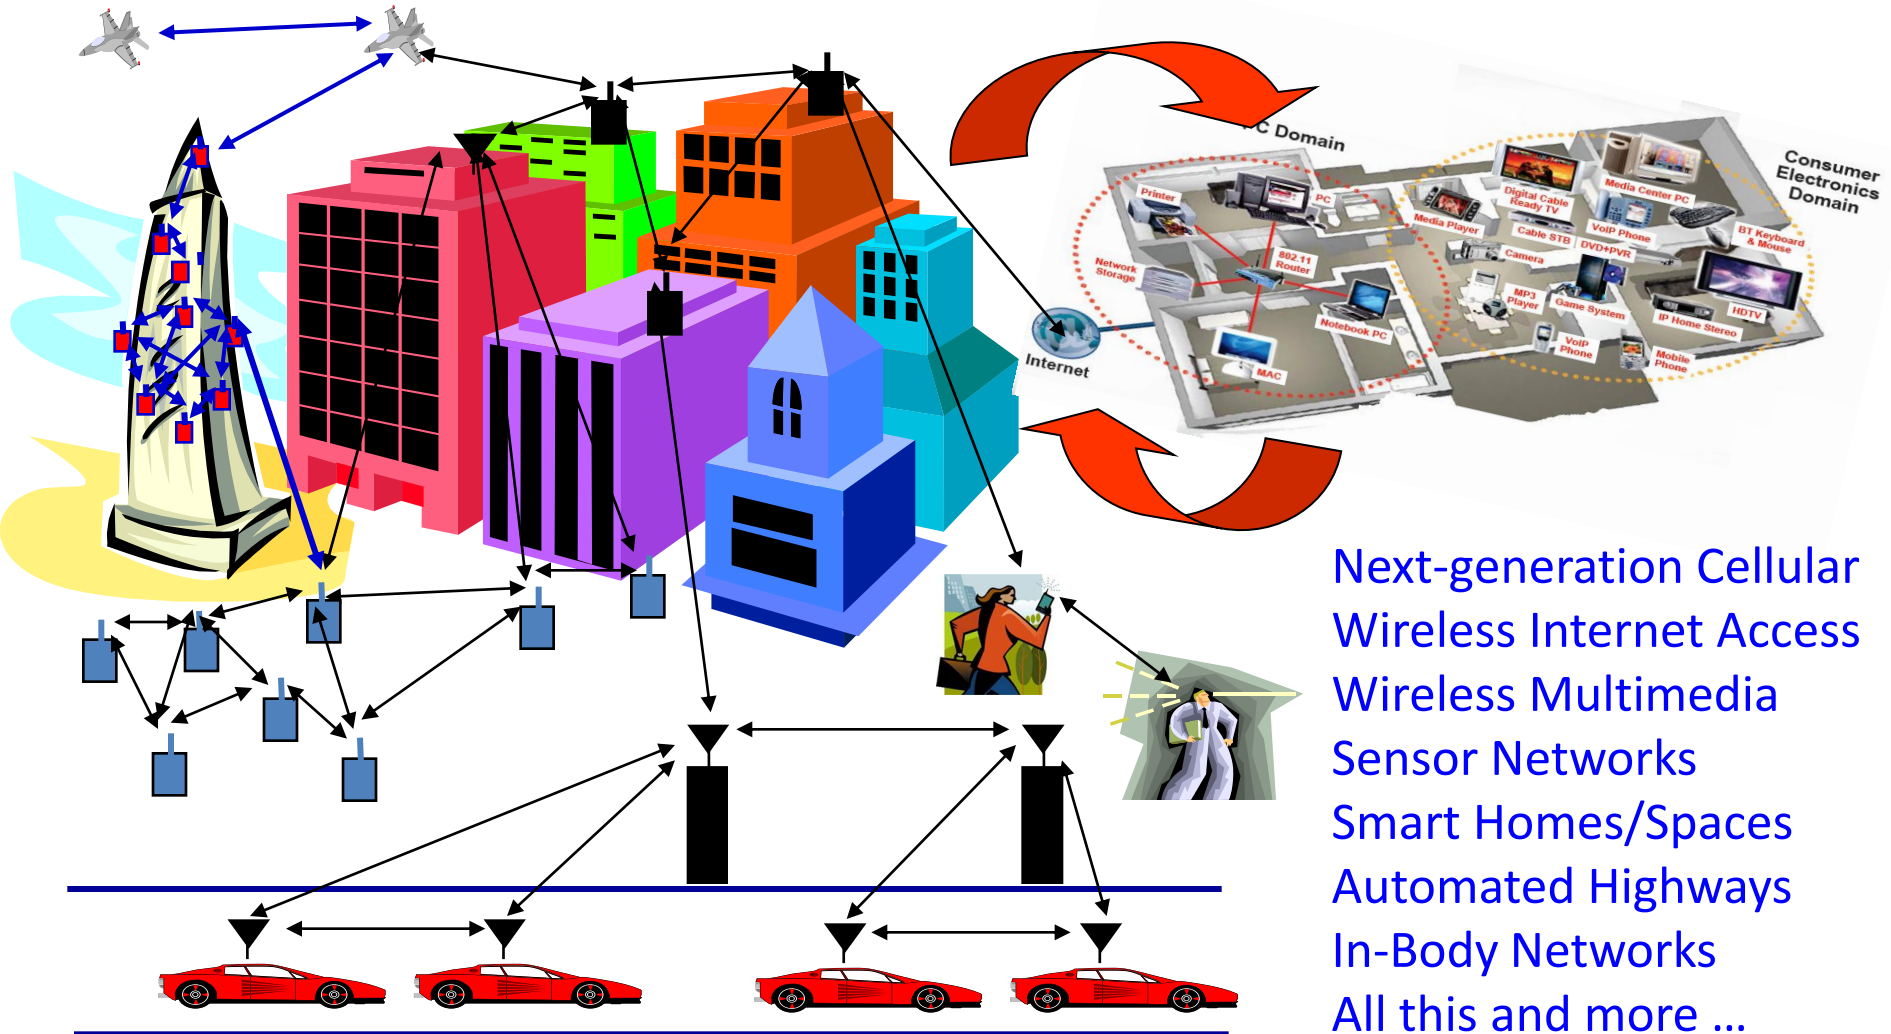 PC Domain
Consumer
Electronics
Domain
Printer
PC
Network
Storage
802.11
Router
Notebook PC
MAC
Internet
Digital Cable
Ready TV
Media Center PC
Media Player
Cable STB
VoIP Phone
DVD+PVR
BT Keyboard
& Mouse
Camera
MP3
Player
Game System
IP Home Stereo
HDTV
VoIP
Phone
Mobile
Phone
Next-generation Cellular
Wireless Internet Access
Wireless Multimedia
Sensor Networks
Smart Homes/Spaces
Automated Highways
In-Body Networks
All this and more …